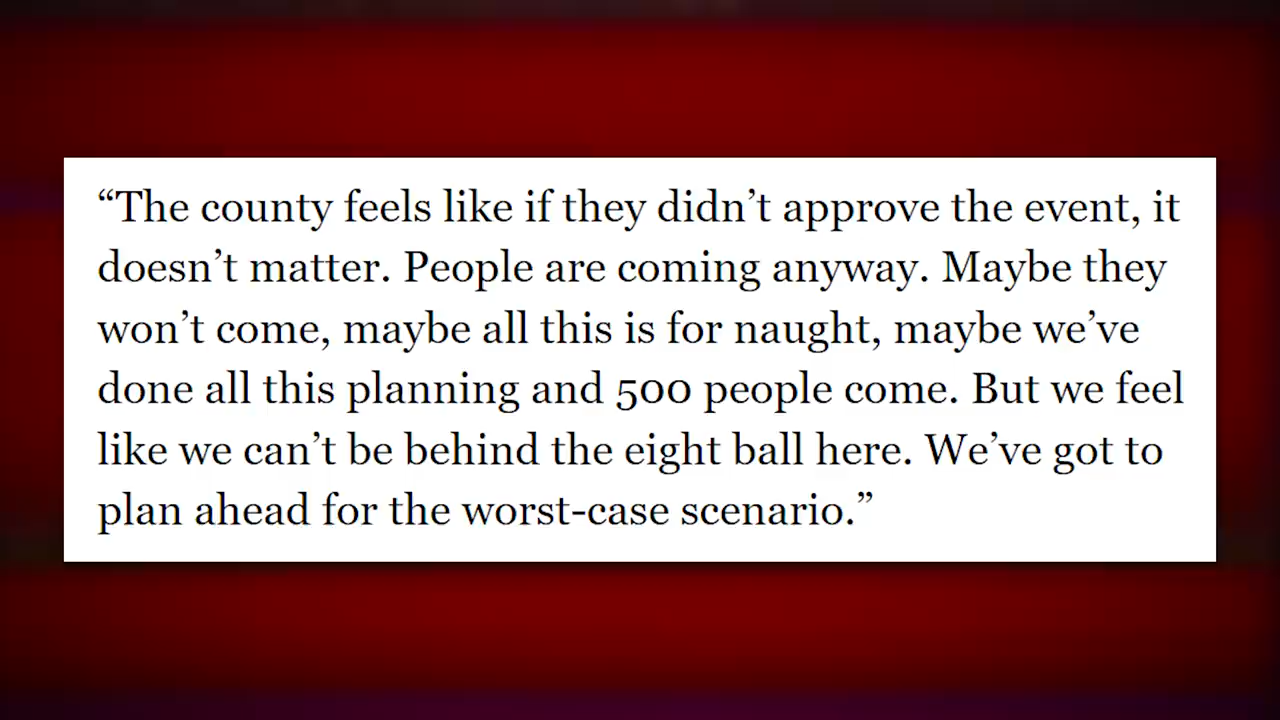 “The county feels like if they didn’t approve the event, it
doesn’t matter. People are coming anyway. Maybe they
won’t come, maybe all this is for naught, maybe we’ve
done all this planning and 500 people come. But we feel
like we can’t be behind the eight ball here. We’ve got to
plan ahead for the worst-case scenario.”